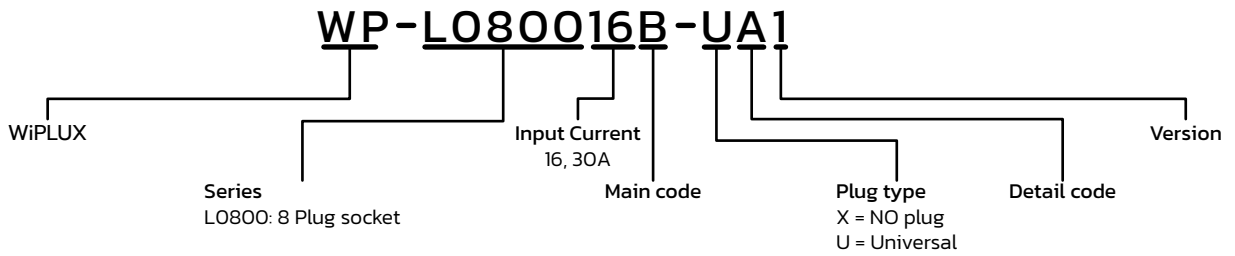 WP-L080016B-UA1
WiPLUX
Input Current
16, 30A
Version
Series
L0800: 8 Plug socket
Main code
Plug type
X = NO plug
U = Universal
Detail code